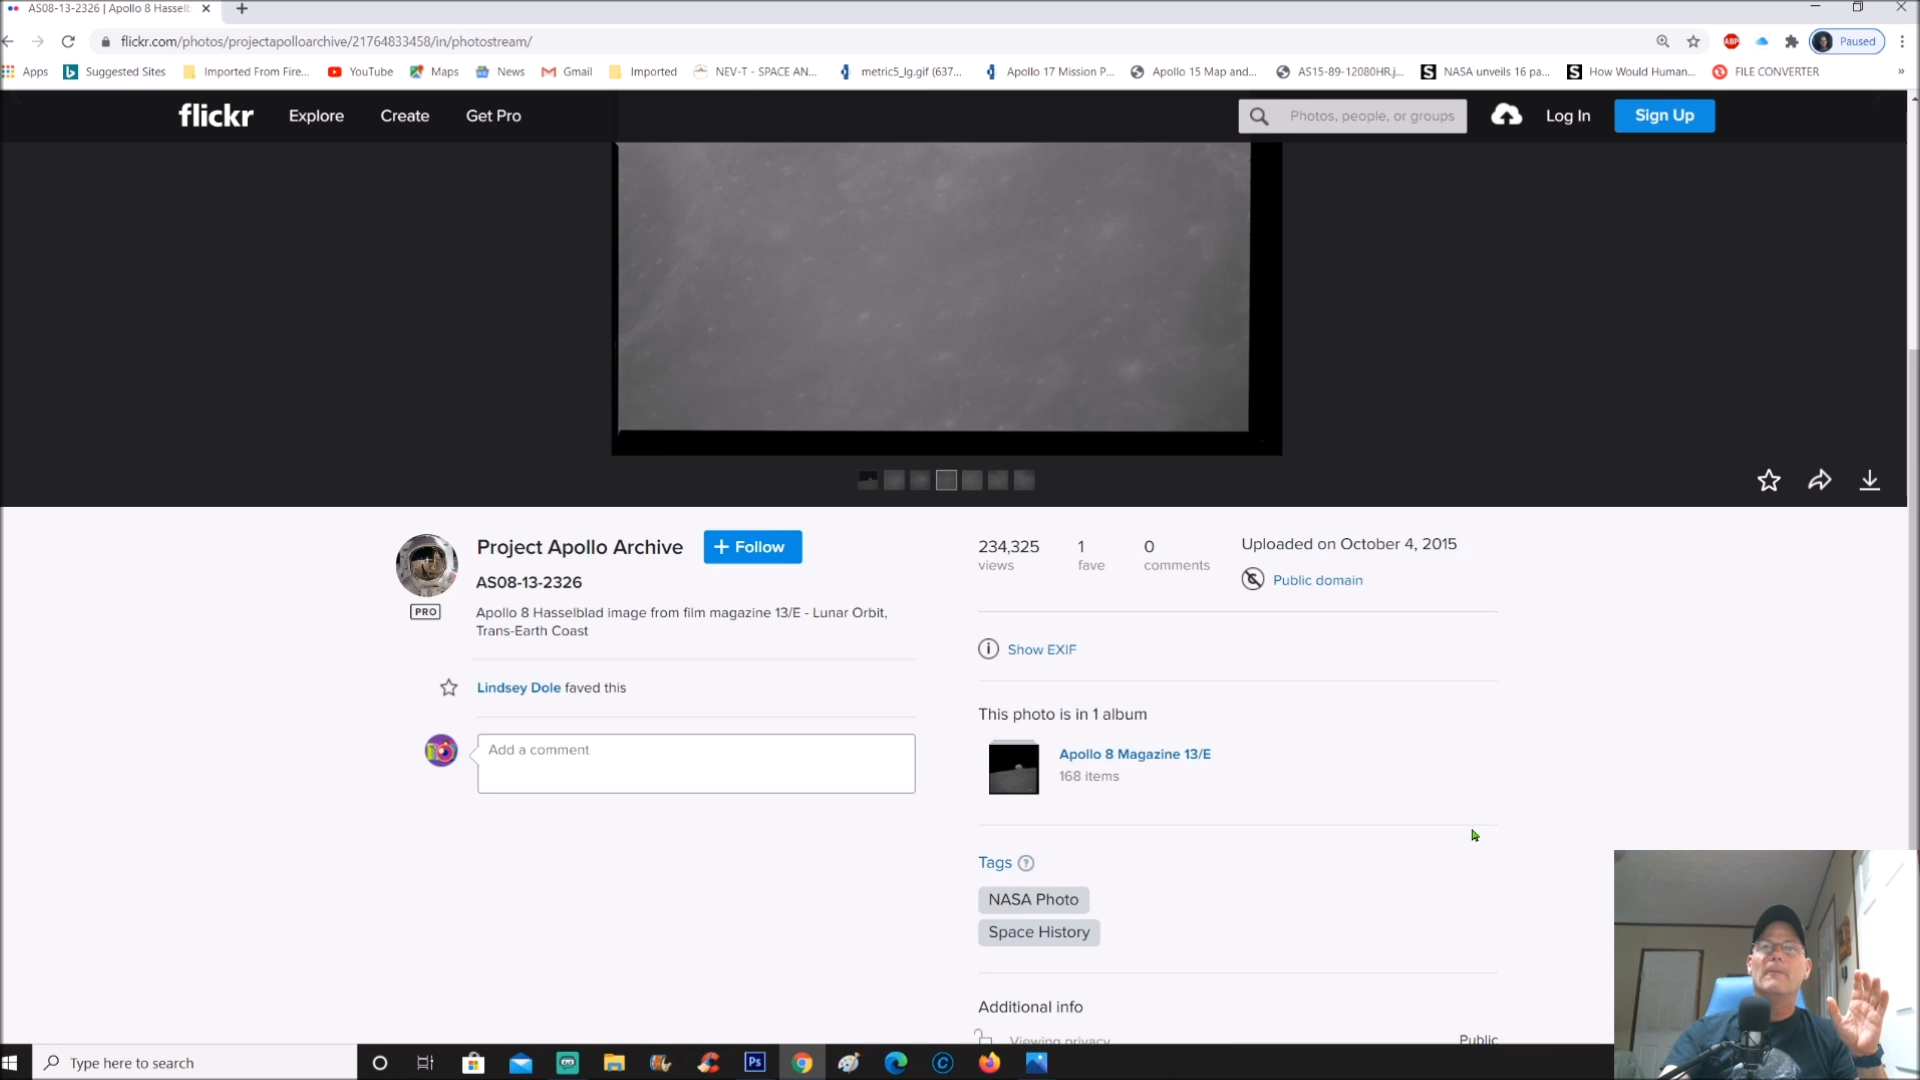 AS08-13-2326 | Apollo 8 Hasselb
flickr.com/photos/projectapolloarchive/21764833458/in/photostream/
ABP
Paused
Apps
Suggested Sites
Imported From Fire...
YouTube
Maps
News
Gmail
Imported
NEV-T - SPACE AN...
metric5_lg.gif (637...
Apollo 17 Mission P...
Apollo 15 Map and...
AS15-89-12080HR.j...
NASA unveils 16 pa...
How Would Human...
FILE CONVERTER
»
flickr
Explore
Create
Get Pro
Photos, people, or groups
Log In
Sign Up
Project Apollo Archive
+ Follow
AS08-13-2326
PRO
Apollo 8 Hasselblad image from film magazine 13/E - Lunar Orbit,
Trans-Earth Coast
Lindsey Dole faved this
Add a comment
234,325
views
1
fave
0
comments
Uploaded on October 4, 2015
Public domain
Show EXIF
This photo is in 1 album
Apollo 8 Magazine 13/E
168 items
Tags ?
NASA Photo
Space History
Additional info
Viewing privacy
Public
Type here to search
Ps